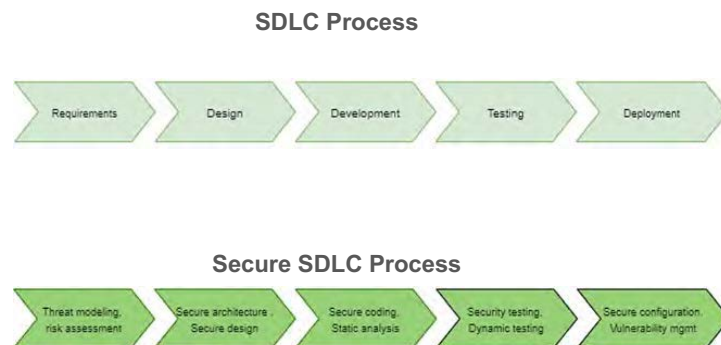 SDLC Process
Requirements
Design
Development
Testing
Deployment
Secure SDLC Process
Threat modeling,
risk assessment
Secure architecture .
Secure design
Secure coding,
Static analysis
Security testing,
Dynamic testing
Secure configuration,
Vulnerability mgmt